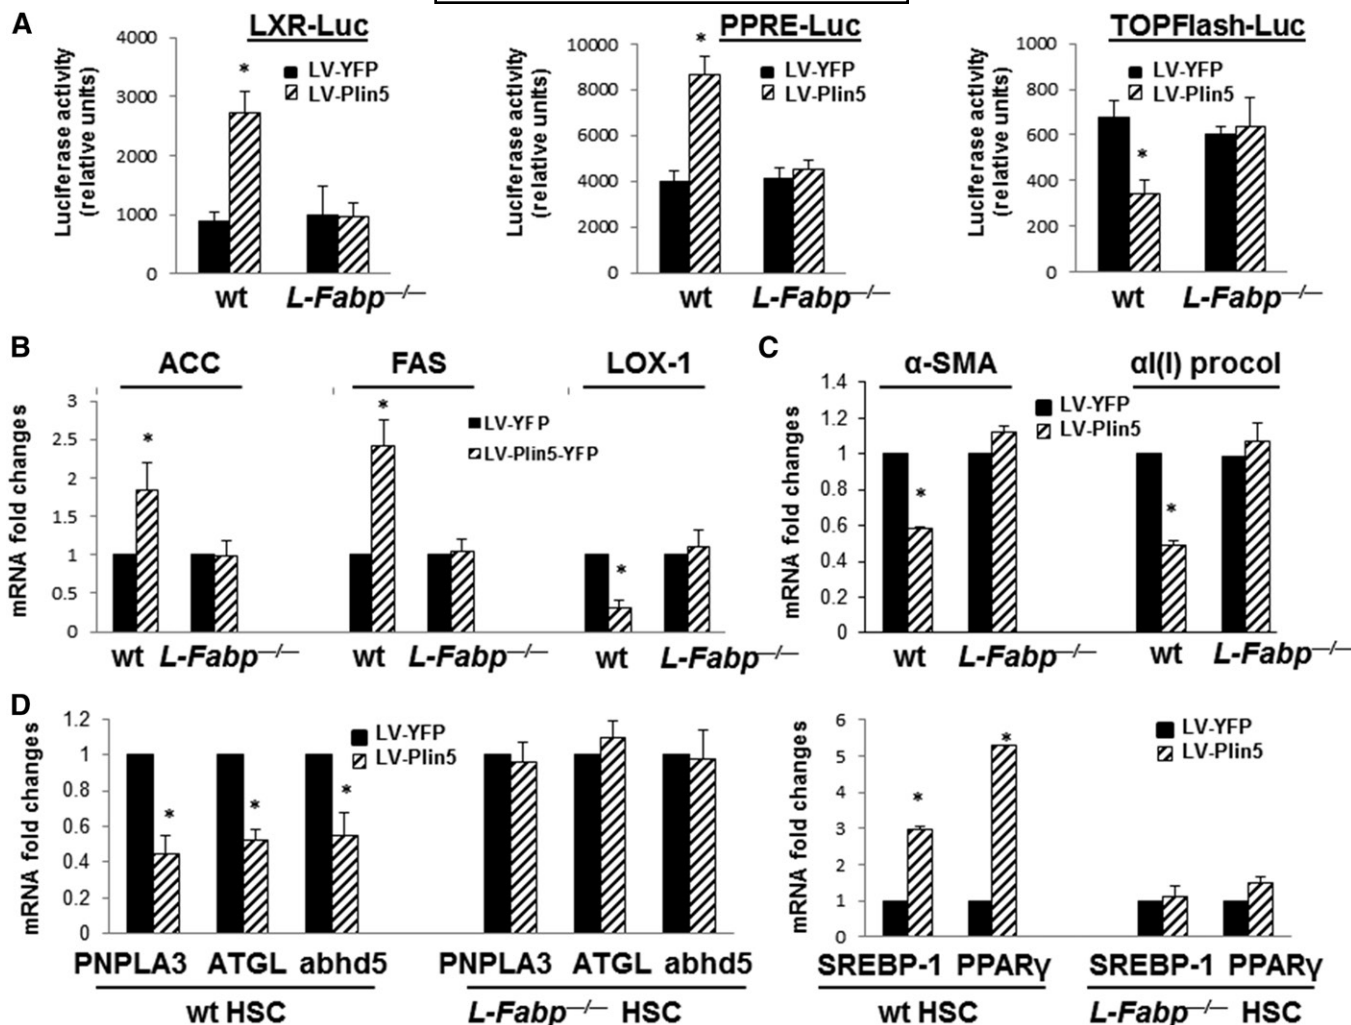 A
LXR-Luc
Luciferase activity
(relative units)
4000
3000
2000
1000
0
LV-YFP
LV-Plin5
*
wt L-Fabp—/—
PPRE-Luc
Luciferase activity
(relative units)
10000
8000
6000
4000
2000
0
LV-YFP
LV-Plin5
*
wt L-Fabp—/—
TOPFlash-Luc
Luciferase activity
(relative units)
1000
800
600
400
200
0
LV-YFP
LV-Plin5
*
wt L-Fabp—/—
B
ACC FAS LOX-1
mRNA fold changes
3
2.5
2
1.5
1
0.5
0
LV-YFP
LV-Plin5-YFP
* * *
wt L-Fabp—/— wt L-Fabp—/— wt L-Fabp—/—
C
α-SMA αI(I) procol
mRNA fold changes
1.4
1.2
1
0.8
0.6
0.4
0.2
0
LV-YFP
LV-Plin5
* *
wt L-Fabp—/— wt L-Fabp—/—
D
mRNA fold changes
1.2
1
0.8
0.6
0.4
0.2
0
LV-YFP
LV-Plin5
* * *
PNPLA3 ATGL abhd5 PNPLA3 ATGL abhd5
wt HSC L-Fabp—/— HSC
mRNA fold changes
6
5
4
3
2
1
0
LV-YFP
LV-Plin5
* *
SREBP-1 PPARγ SREBP-1 PPARγ
wt HSC L-Fabp—/— HSC